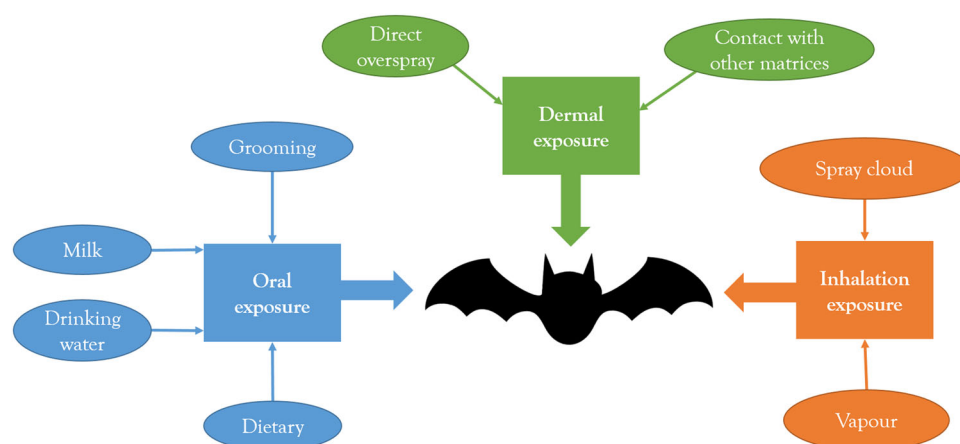 Direct
overspray
Contact with
other matrices
Dermal
exposure
Grooming
Spray cloud
Milk
Oral
exposure
Inhalation
exposure
Drinking
water
Dietary
Vapour